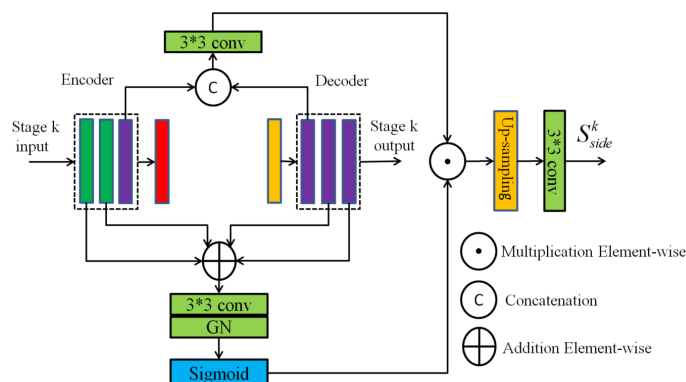 3*3 conv
Encoder
C
Decoder
Stage k
input
Stage k
output
Up-sampling
3*3 conv
S^k_side
3*3 conv
GN
Sigmoid
Multiplication Element-wise
C
Concatenation
Addition Element-wise